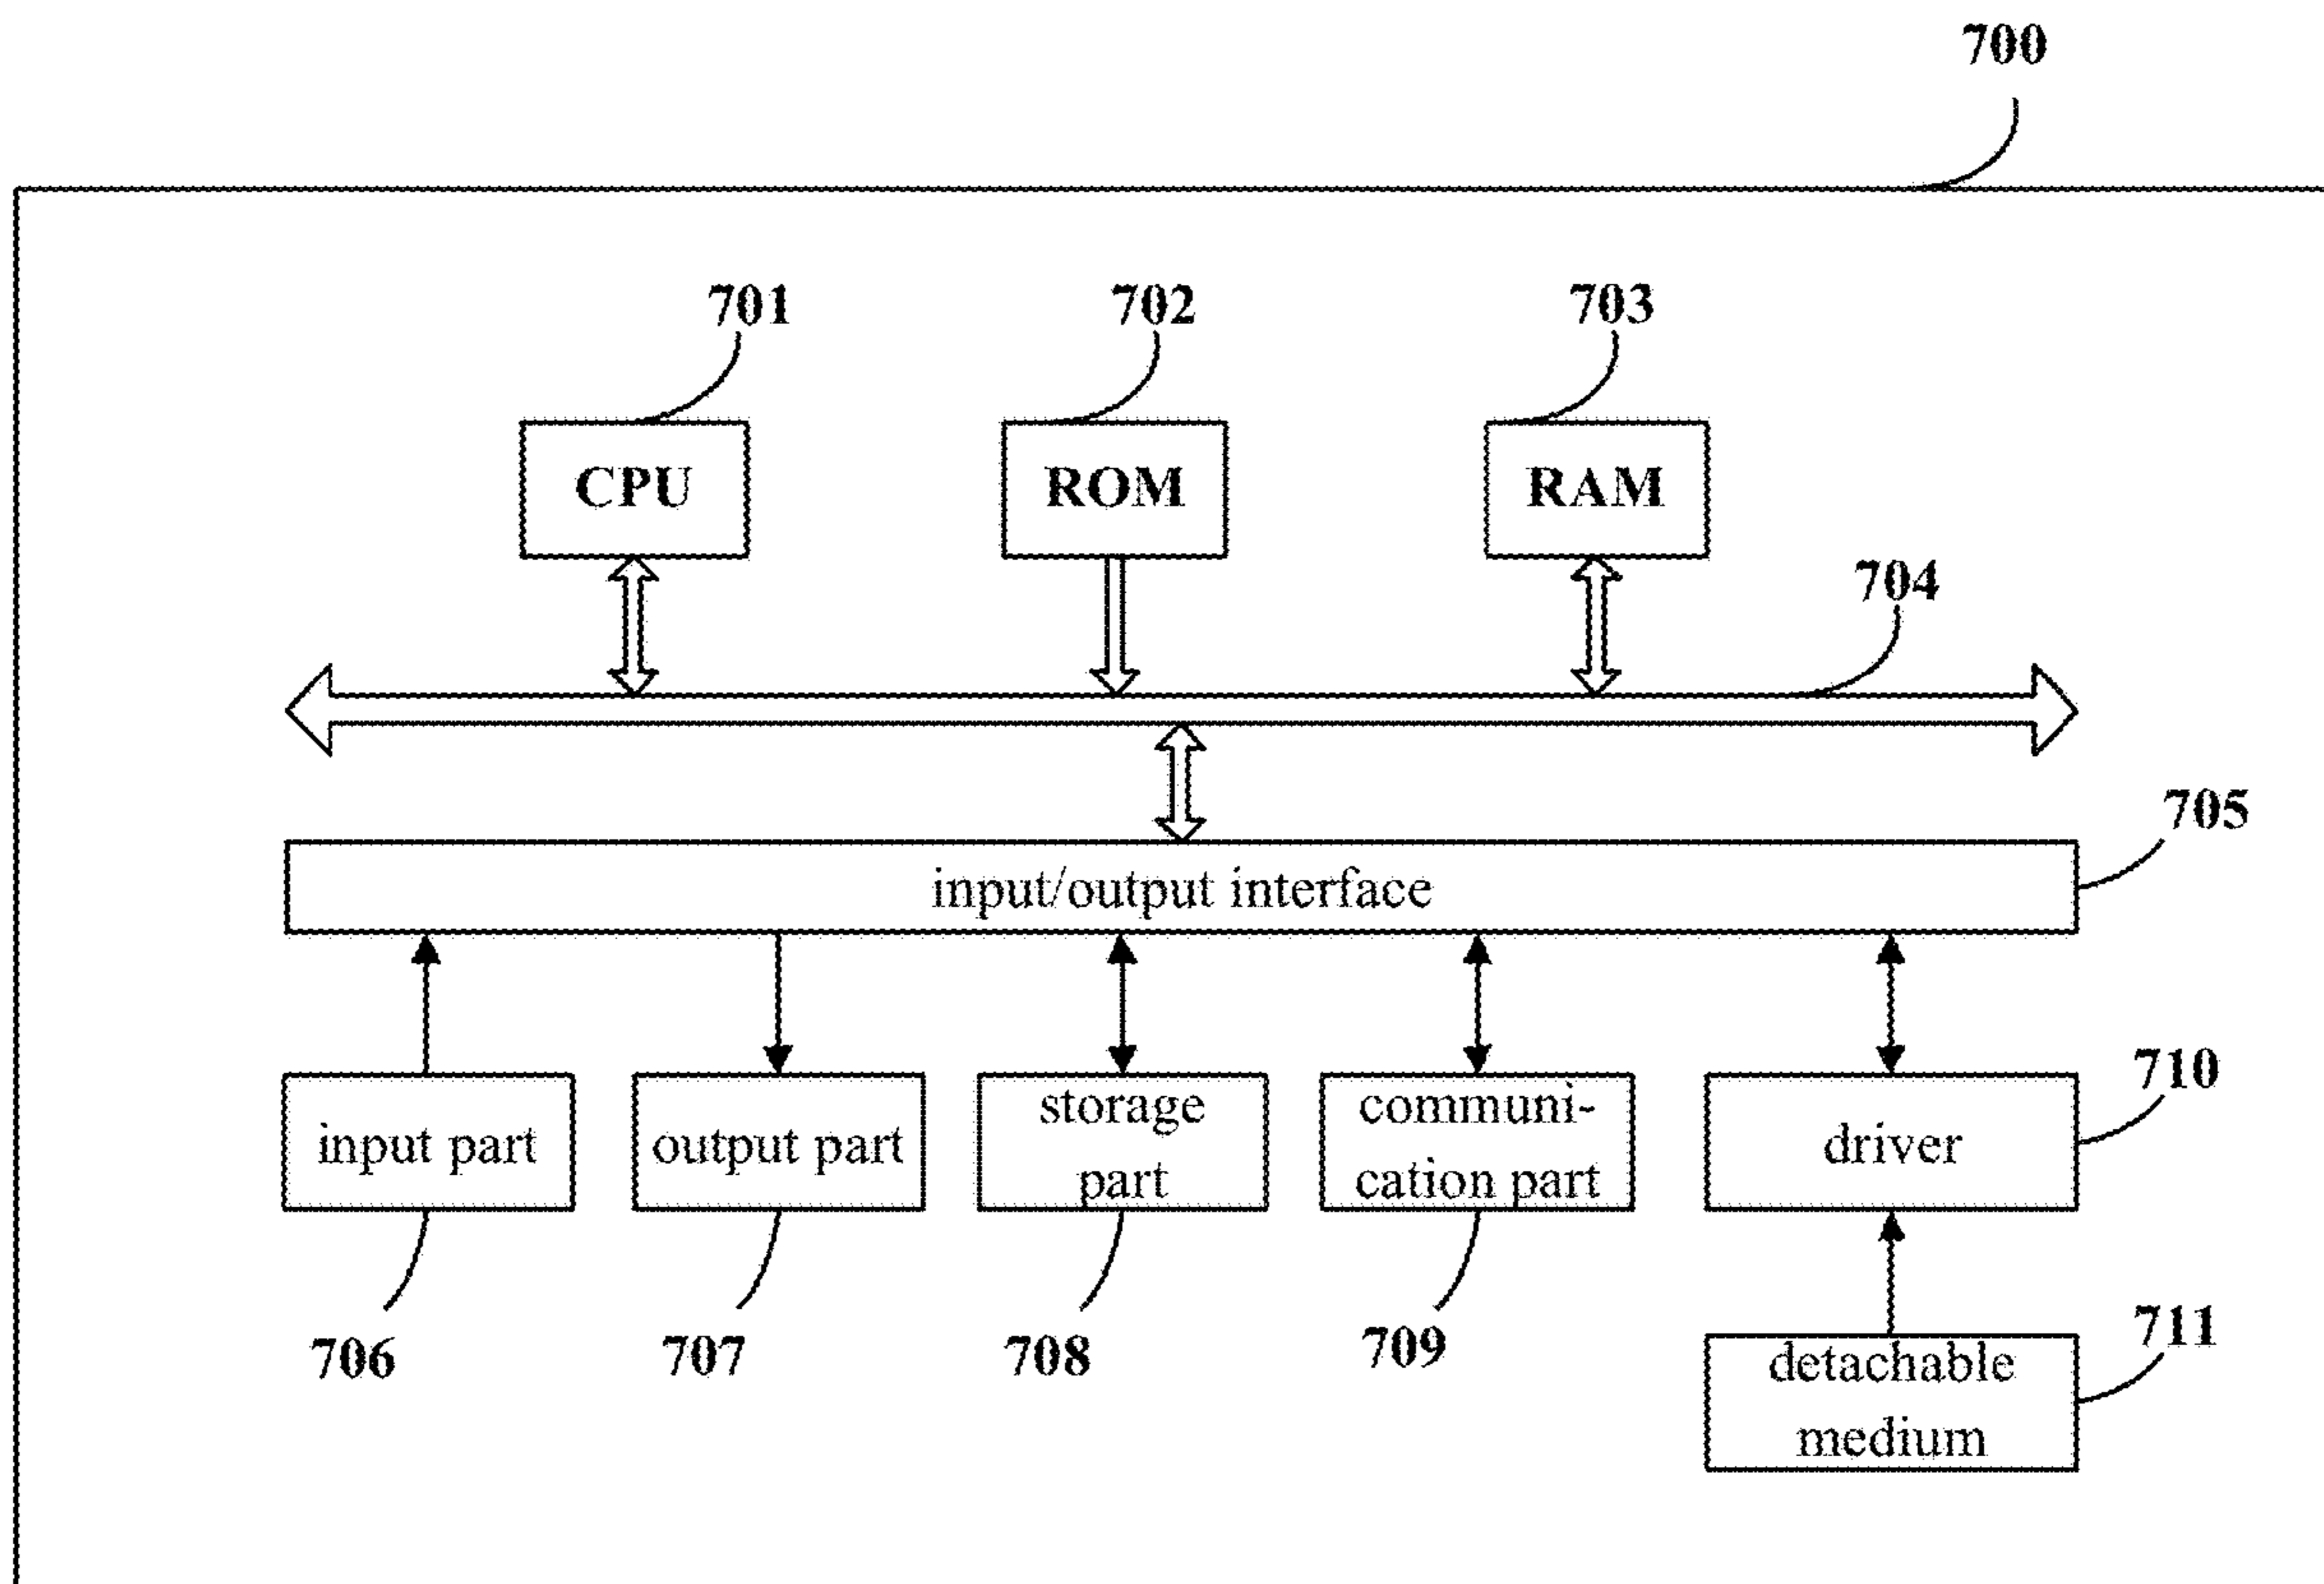 700
701
702
703
CPU
ROM
RAM
704
705
input/output interface
710
input part
output part
storage
part
communi-
cation part
driver
706
707
708
709
711
detachable
medium